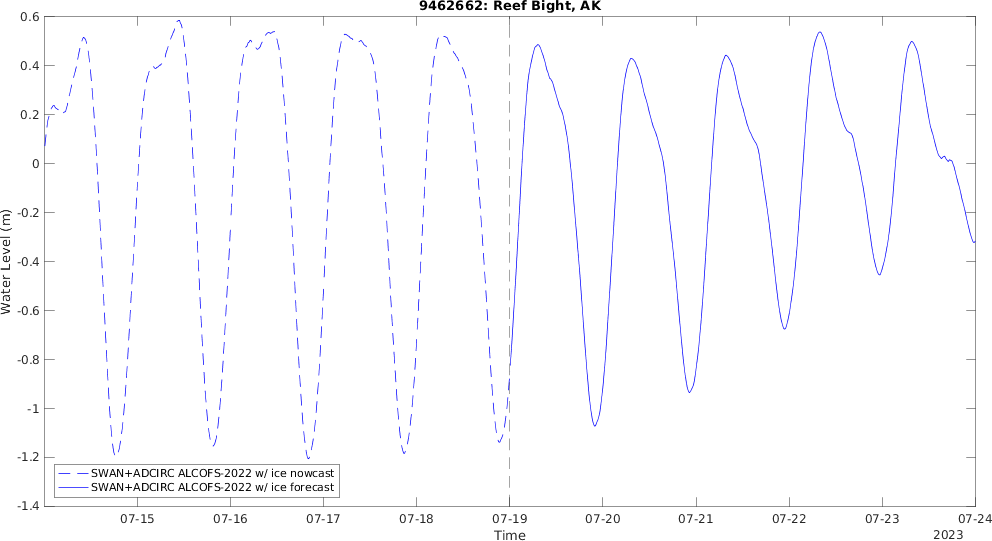 9462662: Reef Bight, AK
0.6
0.4
0.2
0
-0.2
-0.4
-0.6
-0.8
-1
-1.2
-1.4
Water Level (m)
SWAN+ADCIRC ALCOFS-2022 w/ ice nowcast
SWAN+ADCIRC ALCOFS-2022 w/ ice forecast
07-15 07-16 07-17 07-18 07-19 07-20 07-21 07-22 07-23 07-24
Time
2023